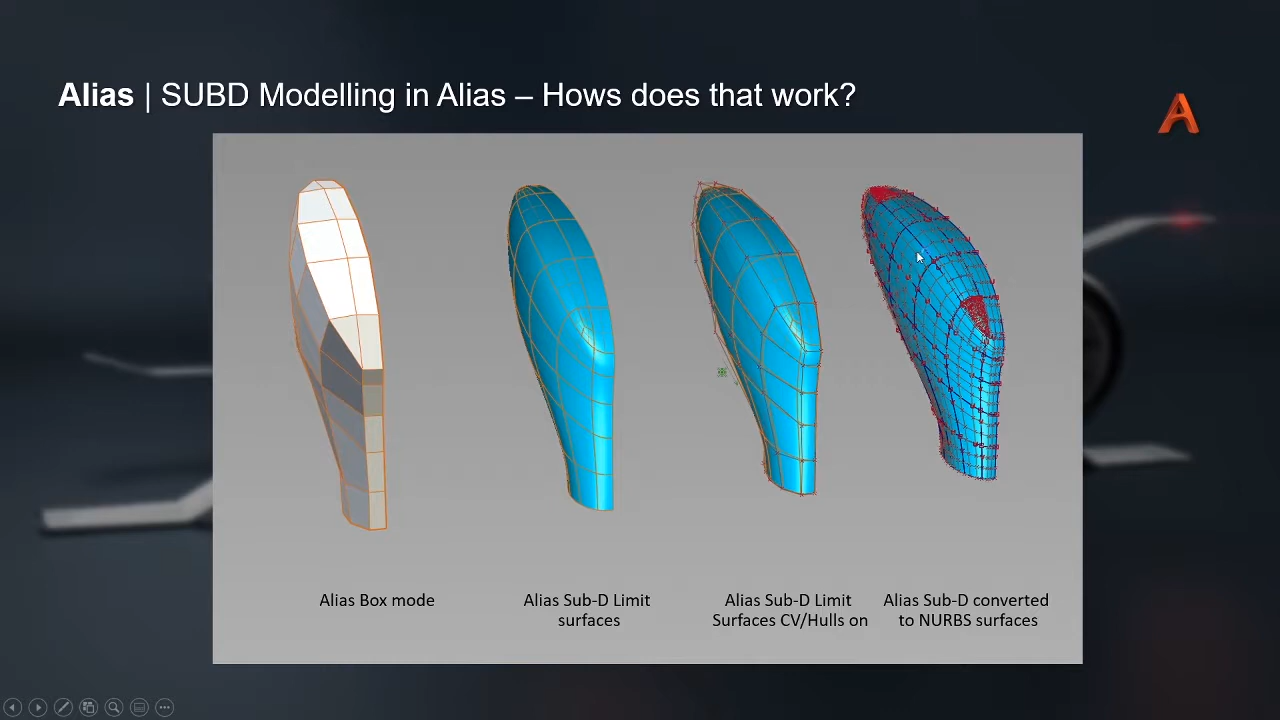 Alias | SUBD Modelling in Alias – Hows does that work?
Alias Box mode
Alias Sub-D Limit
surfaces
Alias Sub-D Limit
Surfaces CV/Hulls on
Alias Sub-D converted
to NURBS surfaces